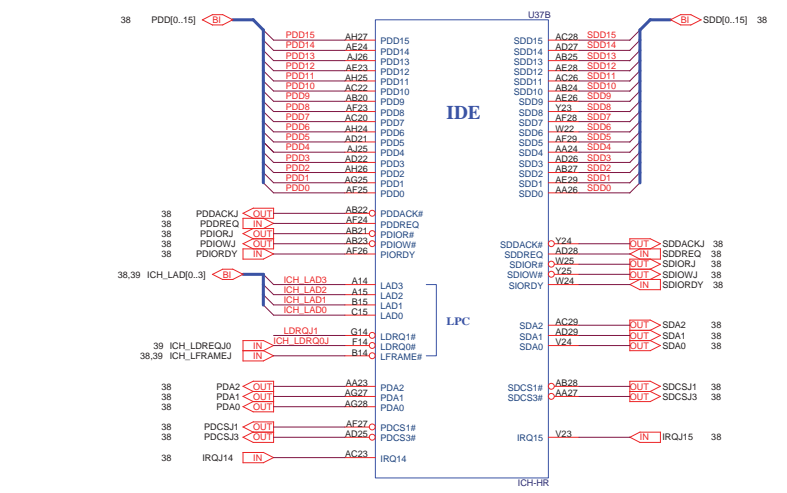 U37B
38 PDD[0..15] BI
BI SDD[0..15] 38
PDD15 AH27 PDD15 SDD15 AC28 SDD15
PDD14 AE24 PDD14 SDD14 AD27 SDD14
PDD13 AJ26 PDD13 SDD13 AB25 SDD13
PDD12 AE23 PDD12 SDD12 AE28 SDD12
PDD11 AH25 PDD11 SDD11 AC26 SDD11
PDD10 AC22 PDD10 SDD10 AB24 SDD10
PDD9 AB20 PDD9 SDD9 AE26 SDD9
PDD8 AF23 PDD8 SDD8 Y23 SDD8
IDE
PDD7 AC20 PDD7 SDD7 AF28 SDD7
PDD6 AH24 PDD6 SDD6 W22 SDD6
PDD5 AD21 PDD5 SDD5 AF29 SDD5
PDD4 AJ25 PDD4 SDD4 AA24 SDD4
PDD3 AD22 PDD3 SDD3 AD26 SDD3
PDD2 AH26 PDD2 SDD2 AB27 SDD2
PDD1 AG25 PDD1 SDD1 AE29 SDD1
PDD0 AF25 PDD0 SDD0 AA26 SDD0
38 PDDACKJ OUT AB22 PDDACK#
38 PDDREQ IN AF24 PDDREQ
38 PDIORJ OUT AB21 PDIOR#
38 PDIOWJ OUT AB23 PDIOW#
38 PDIORDY IN AF26 PIORDY
SDDACK# Y24 OUT SDDACKJ 38
SDDREQ AD28 IN SDDREQ 38
SDIOR# W25 OUT SDIORJ 38
SDIOW# Y25 OUT SDIOWJ 38
SIORDY W24 IN SDIORDY 38
38,39 ICH_LAD[0..3] BI
ICH_LAD3 A14 LAD3
ICH_LAD2 A15 LAD2
ICH_LAD1 B15 LAD1
ICH_LAD0 C15 LAD0
LPC
LDRQJ1 G14 LDRQ1#
39 ICH_LDREQJ0 IN ICH_LDRQ0J F14 LDRQ0#
38,39 ICH_LFRAMEJ IN B14 LFRAME#
SDA2 AC29 OUT SDA2 38
SDA1 AD29 OUT SDA1 38
SDA0 V24 OUT SDA0 38
38 PDA2 OUT AA23 PDA2
38 PDA1 OUT AG27 PDA1
38 PDA0 OUT AG28 PDA0
SDCS1# AB28 OUT SDCSJ1 38
SDCS3# AA27 OUT SDCSJ3 38
38 PDCSJ1 OUT AF27 PDCS1#
38 PDCSJ3 OUT AD25 PDCS3#
IRQ15 V23 IN IRQJ15 38
38 IRQJ14 IN AC23 IRQ14
ICH-HR